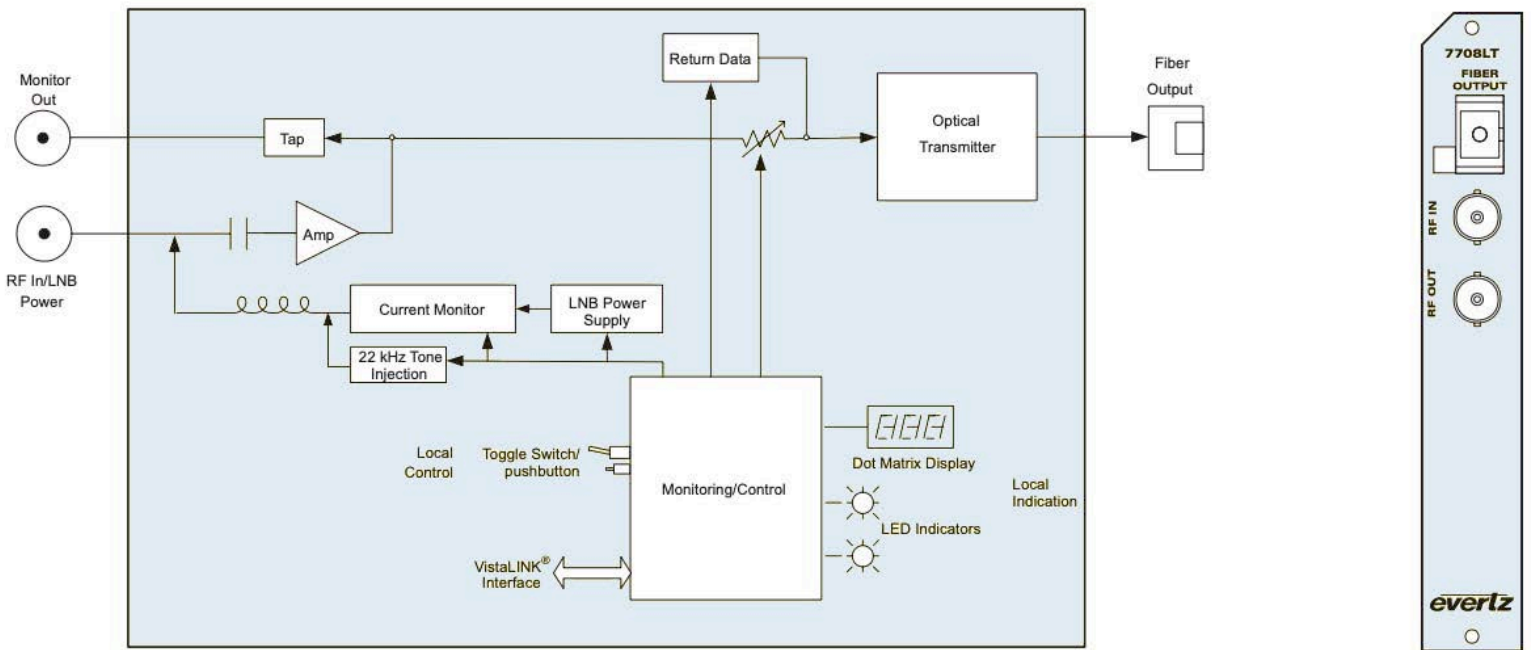 Monitor
Out
RF In/LNB
Power
Return Data
Tap
Amp
Optical
Transmitter
Fiber
Output
Current Monitor
LNB Power
Supply
22 kHz Tone
Injection
Local
Control
Toggle Switch/
pushbutton
Monitoring/Control
Dot Matrix Display
LED Indicators
Local
Indication
VistaLINK®
Interface
7708LT
FIBER
OUTPUT
RF IN
RF OUT
evertz